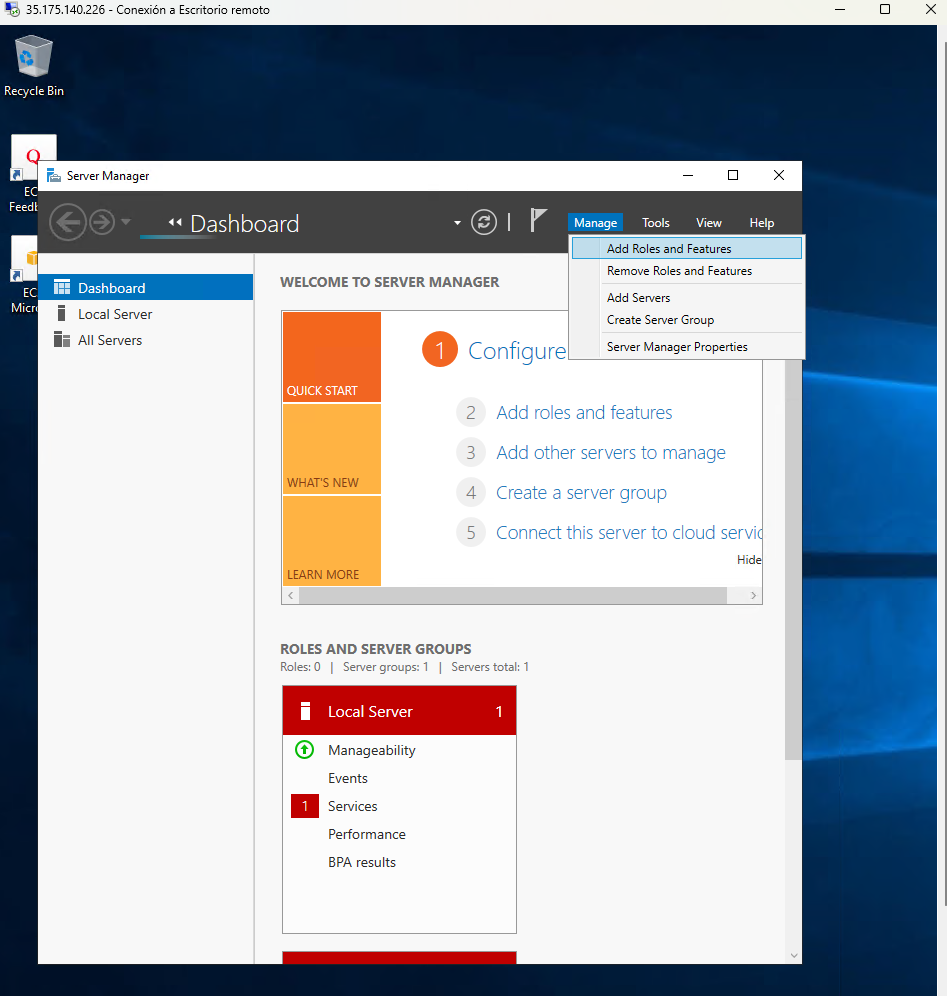 35.175.140.226 - Conexión a Escritorio remoto
Recycle Bin
Q
EC
Feedb
EC
Micro
Server Manager
Dashboard
Manage
Tools
View
Help
Add Roles and Features
Remove Roles and Features
Add Servers
Create Server Group
Server Manager Properties
Dashboard
Local Server
All Servers
WELCOME TO SERVER MANAGER
QUICK START
WHAT'S NEW
LEARN MORE
1 Configure
2 Add roles and features
3 Add other servers to manage
4 Create a server group
5 Connect this server to cloud servic
Hide
ROLES AND SERVER GROUPS
Roles: 0 | Server groups: 1 | Servers total: 1
Local Server 1
Manageability
Events
1 Services
Performance
BPA results